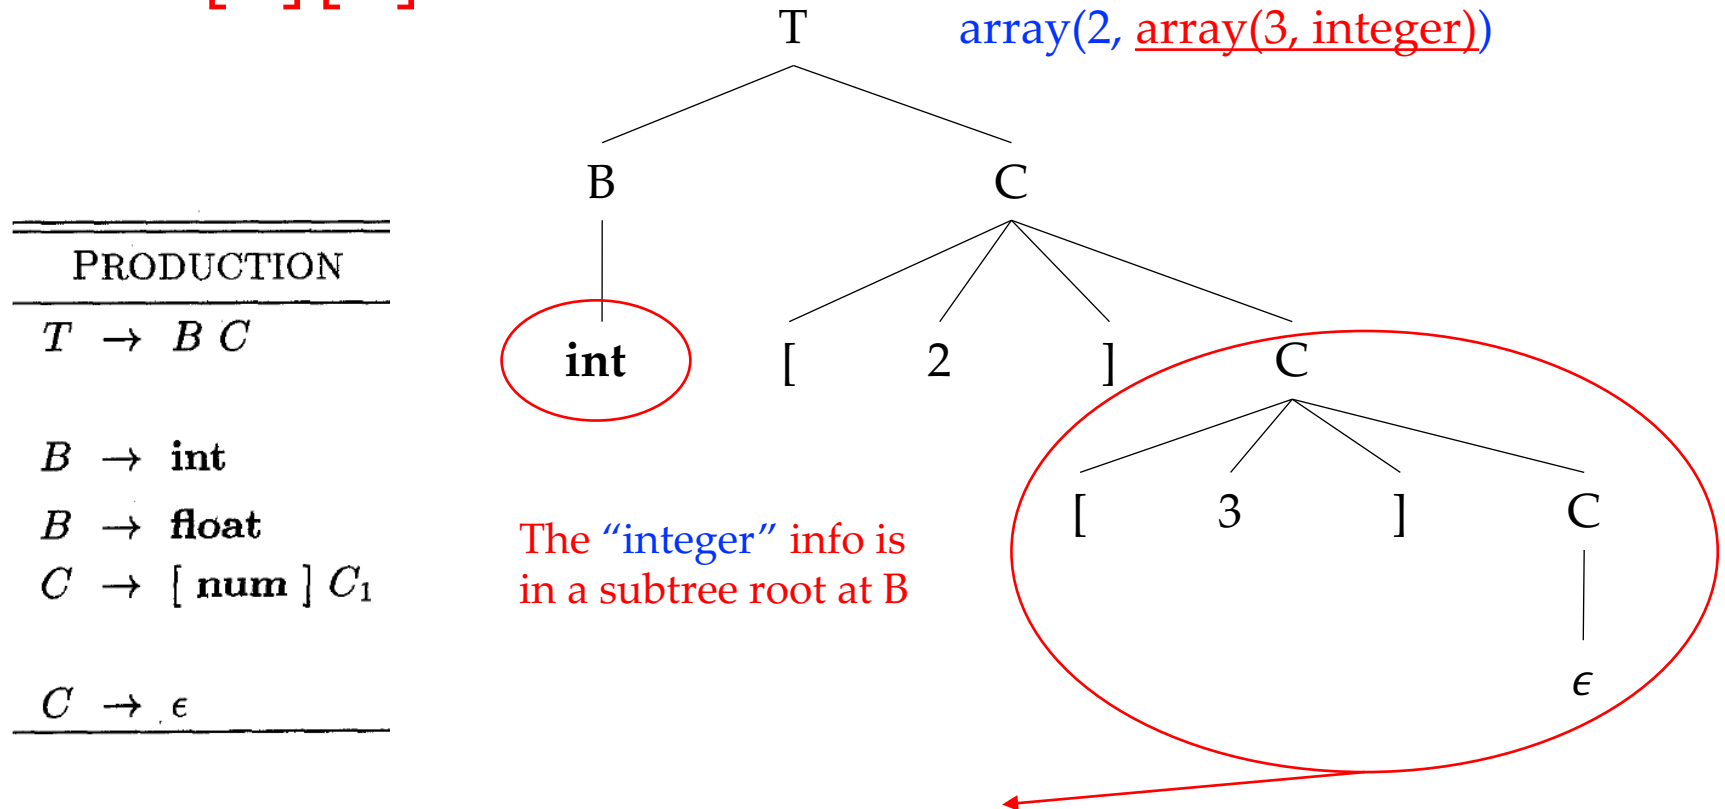 T
array(2, array(3, integer))
B C
PRODUCTION
T → B C
int [ 2 ] C
B → int
[ 3 ] C
B → float
The “integer” info is
in a subtree root at B
C → [ num ] C₁
C → ϵ
ϵ